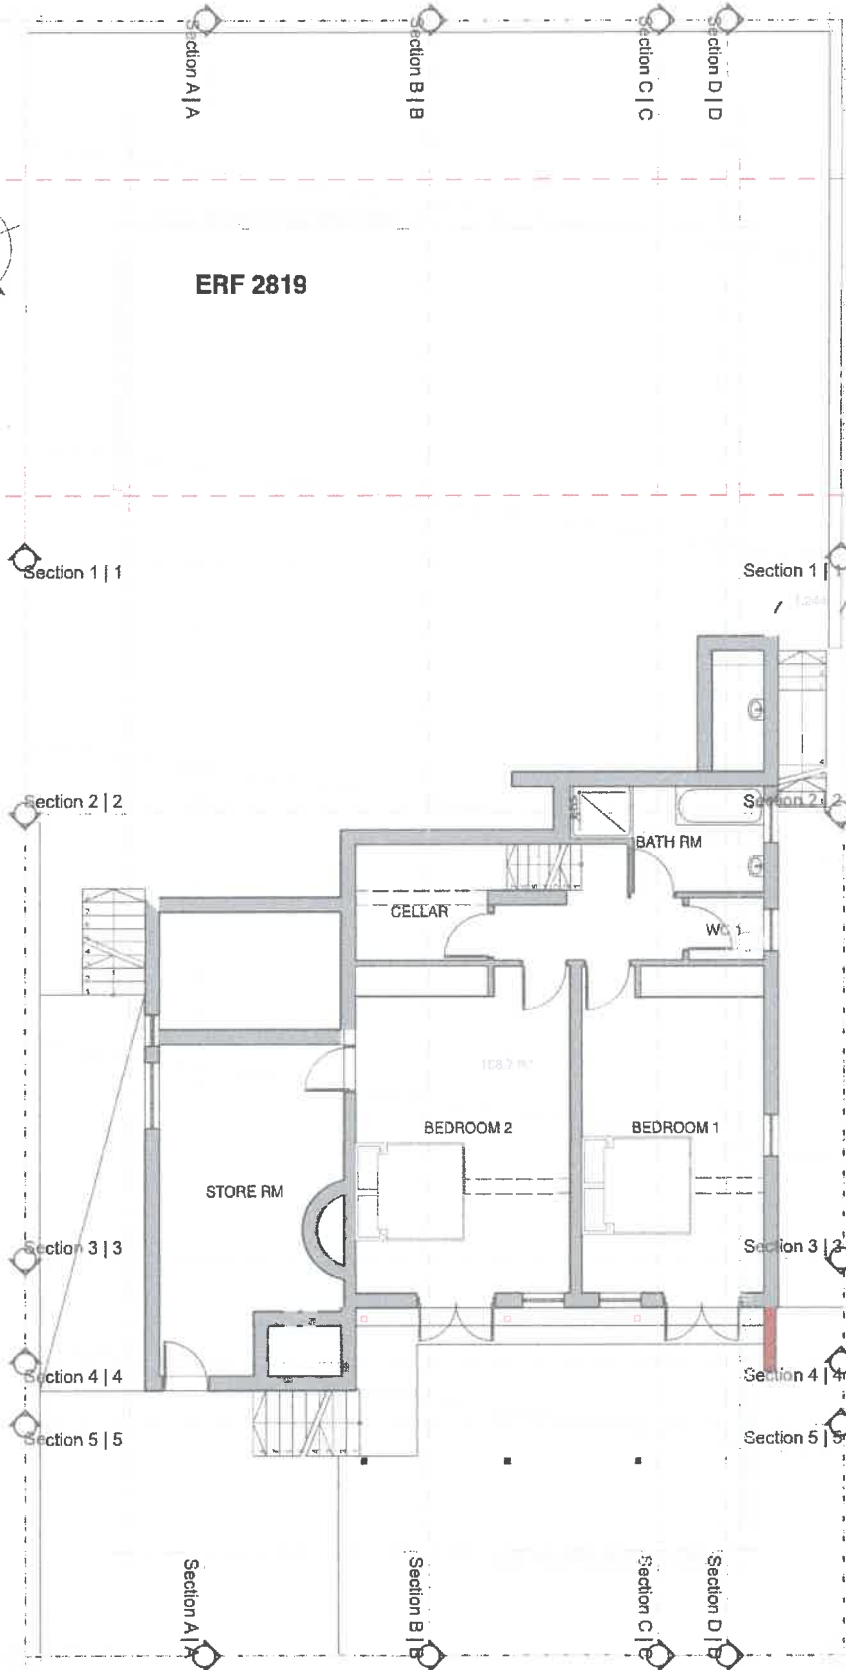 Section A | A
Section B | B
Section C | C
Section D | D
ERF 2819
Section 1 | 1
Section 1 | 1
Section 2 | 2
Section 2 | 2
BATH RM
CELLAR
WC 1
BEDROOM 2
BEDROOM 1
STORE RM
Section 3 | 3
Section 3 | 3
Section 4 | 4
Section 4 | 4
Section 5 | 5
Section 5 | 5
Section A | A
Section B | B
Section C | C
Section D | D